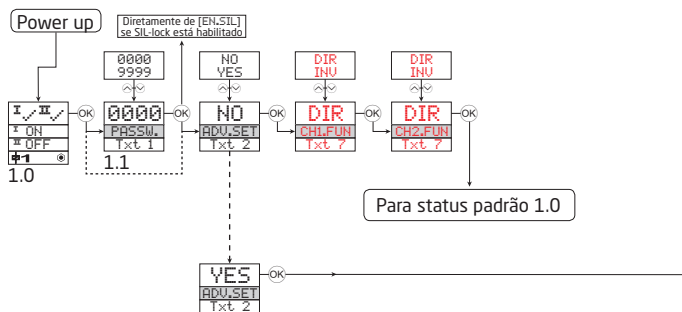 Power up
Diretamente de [EN.SIL]
se SIL-lock está habilitado
0000
9999
NO
YES
DIR
INV
DIR
INV
I ON
II OFF
1
1.0
OK
0000
PASSW.
Txt 1
1.1
OK
NO
ADV.SET
Txt 2
OK
DIR
CH1.FUN
Txt 7
OK
DIR
CH2.FUN
Txt 7
OK
Para status padrão 1.0
YES
ADV.SET
Txt 2
OK